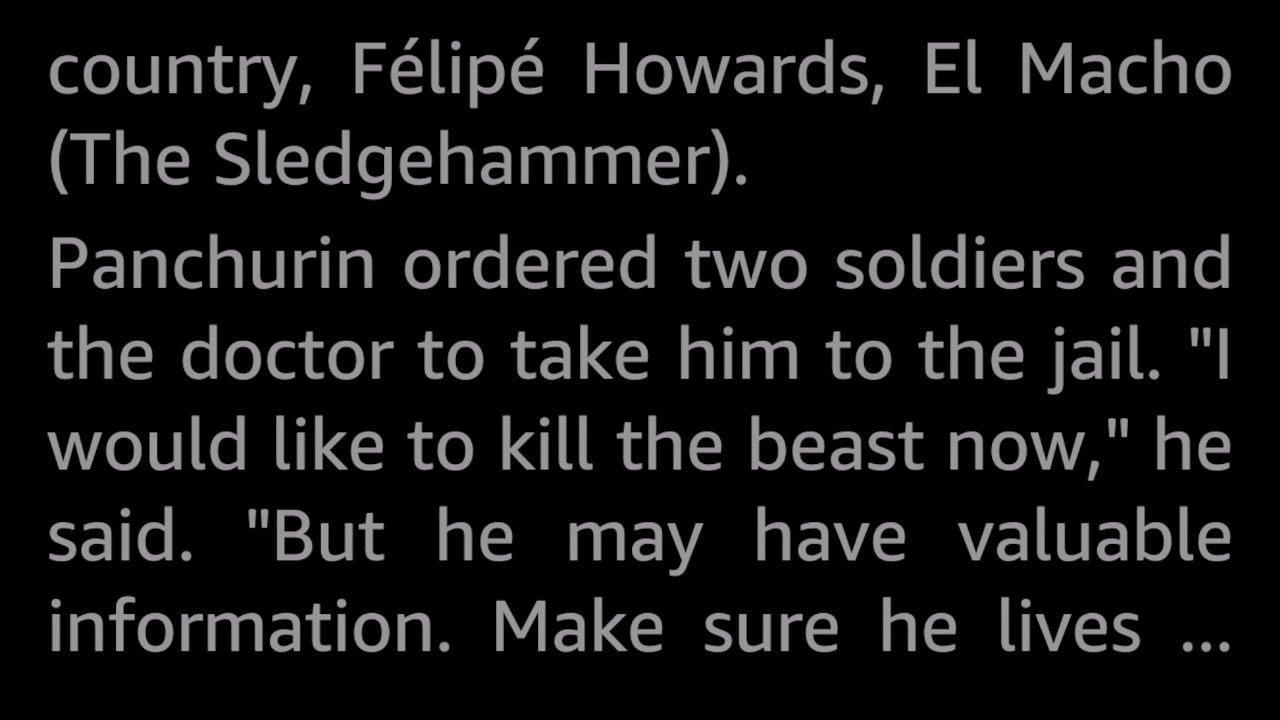 country, Félipé Howards, El Macho
(The Sledgehammer).
Panchurin ordered two soldiers and
the doctor to take him to the jail. "I
would like to kill the beast now," he
said. "But he may have valuable
information. Make sure he lives ...